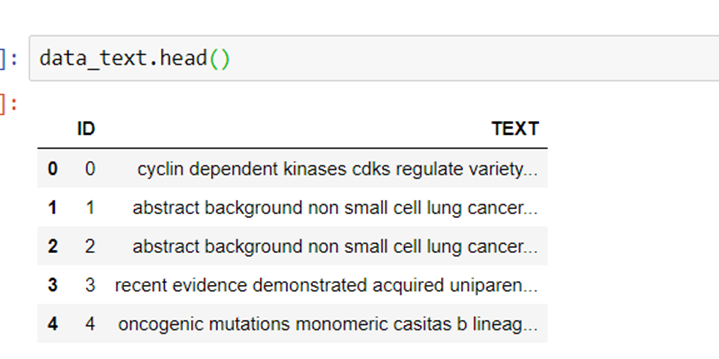 ]: data_text.head()
]:
ID TEXT
0 0 cyclin dependent kinases cdks regulate variety...
1 1 abstract background non small cell lung cancer...
2 2 abstract background non small cell lung cancer...
3 3 recent evidence demonstrated acquired uniparen...
4 4 oncogenic mutations monomeric casitas b lineag...